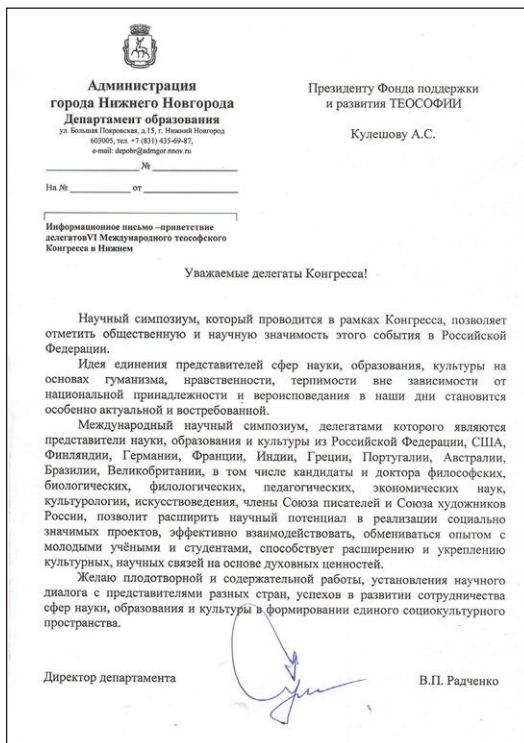 Администрация
города Нижнего Новгорода
Департамент образования
ул. Большая Покровская, д.15, г. Нижний Новгород
603005, тел. +7 (831) 435-69-87,
e-mail: depobr@admgor.nnov.ru
____________ № ____________
На № __________ от __________
Информационное письмо –приветствие
делегатовVI Международного теософского
Конгресса в Нижнем
Президенту Фонда поддержки
и развития ТЕОСОФИИ
Кулешову А.С.
Уважаемые делегаты Конгресса!
Научный симпозиум, который проводится в рамках Конгресса, позволяет
отметить общественную и научную значимость этого события в Российской
Федерации.
Идея единения представителей сфер науки, образования, культуры на
основах гуманизма, нравственности, терпимости вне зависимости от
национальной принадлежности и вероисповедания в наши дни становится
особенно актуальной и востребованной.
Международный научный симпозиум, делегатами которого являются
представители науки, образования и культуры из Российской Федерации, США,
Финляндии, Германии, Франции, Индии, Греции, Португалии, Австралии,
Бразилии, Великобритании, в том числе кандидаты и доктора философских,
биологических, филологических, педагогических, экономических наук,
культурологии, искусствоведения, члены Союза писателей и Союза художников
России, позволит расширить научный потенциал в реализации социально
значимых проектов, эффективно взаимодействовать, обмениваться опытом с
молодыми учёными и студентами, способствует расширению и укреплению
культурных, научных связей на основе духовных ценностей.
Желаю плодотворной и содержательной работы, установления научного
диалога с представителями разных стран, успехов в развитии сотрудничества
сфер науки, образования и культуры в формировании единого социокультурного
пространства.
Директор департамента
В.П. Радченко